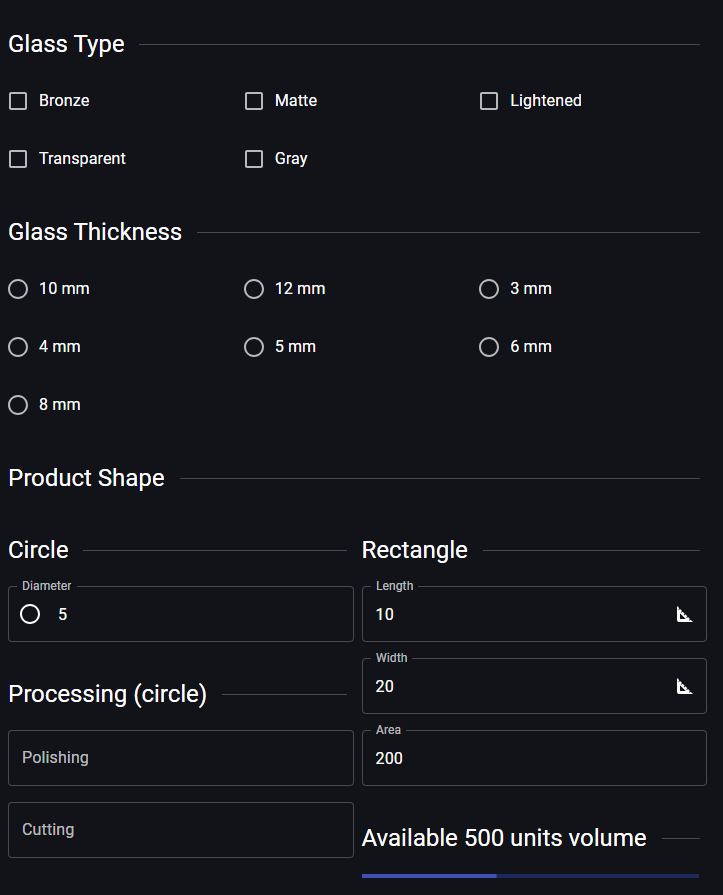 Glass Type
Bronze
Matte
Lightened
Transparent
Gray
Glass Thickness
10 mm
12 mm
3 mm
4 mm
5 mm
6 mm
8 mm
Product Shape
Circle
Diameter
5
Processing (circle)
Polishing
Cutting
Rectangle
Length
10
Width
20
Area
200
Available 500 units volume